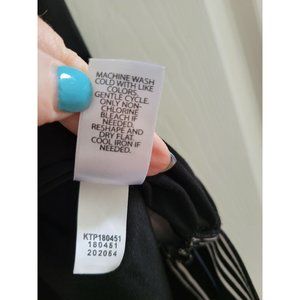 MACHINE WASH
COLD WITH LIKE
COLORS.
GENTLE CYCLE.
ONLY NON-
CHLORINE
BLEACH IF
NEEDED.
RESHAPE AND
DRY FLAT.
COOL IRON IF
NEEDED.
KTP180451
180451
202064